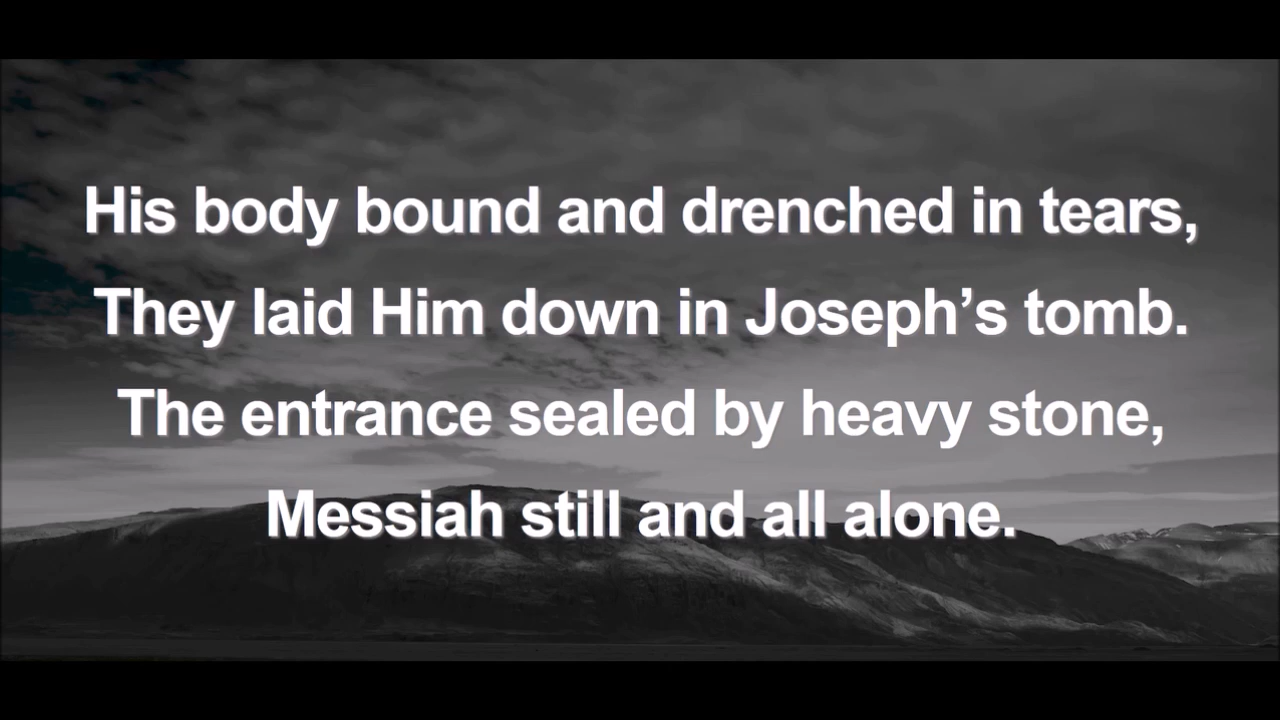 His body bound and drenched in tears,
They laid Him down in Joseph’s tomb.
The entrance sealed by heavy stone,
Messiah still and all alone.